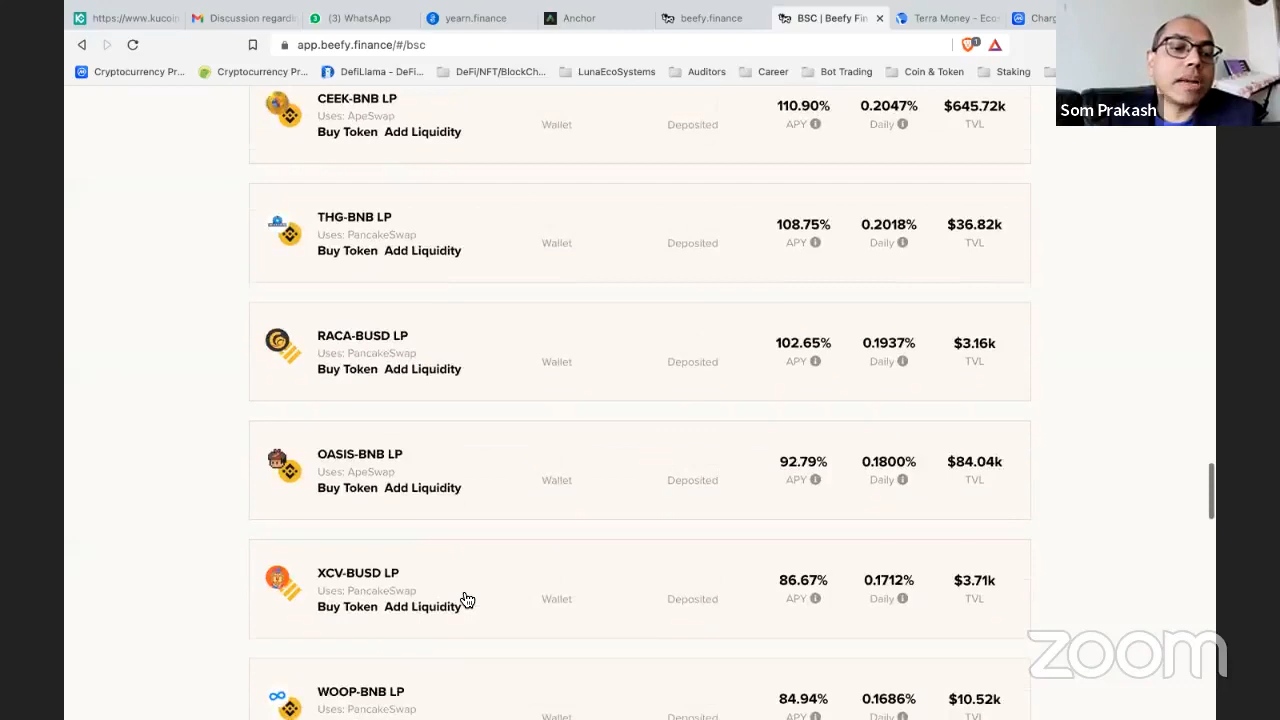 https://www.kucoin
Discussion regardi
(3) WhatsApp
yearn.finance
Anchor
beefy.finance
BSC | Beefy Fin
Terra Money - Eco
Charg
app.beefy.finance/#/bsc
1
Cryptocurrency Pr...
Cryptocurrency Pr...
DefiLlama - DeFi...
DeFi/NFT/BlockCh...
LunaEcoSystems
Auditors
Career
Bot Trading
Coin & Token
Staking
Som Prakash
CEEK-BNB LP
Uses: ApeSwap
Buy Token Add Liquidity
Wallet
Deposited
110.90%
APY
0.2047%
Daily
$645.72k
TVL
THG-BNB LP
Uses: PancakeSwap
Buy Token Add Liquidity
Wallet
Deposited
108.75%
APY
0.2018%
Daily
$36.82k
TVL
RACA-BUSD LP
Uses: PancakeSwap
Buy Token Add Liquidity
Wallet
Deposited
102.65%
APY
0.1937%
Daily
$3.16k
TVL
OASIS-BNB LP
Uses: ApeSwap
Buy Token Add Liquidity
Wallet
Deposited
92.79%
APY
0.1800%
Daily
$84.04k
TVL
XCV-BUSD LP
Uses: PancakeSwap
Buy Token Add Liquidity
Wallet
Deposited
86.67%
APY
0.1712%
Daily
$3.71k
TVL
WOOP-BNB LP
Uses: PancakeSwap
Wallet
Deposited
84.94%
APY
0.1686%
Daily
$10.52k
TVL
zoom